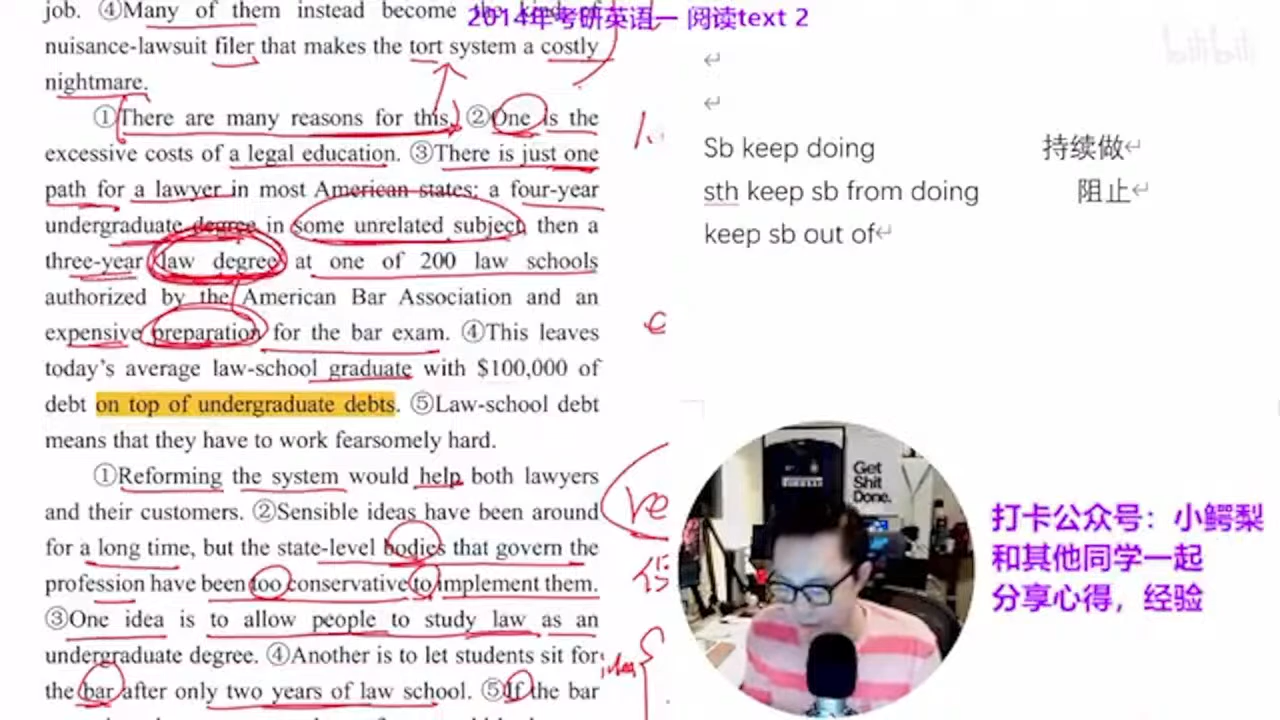 job. ④Many of them instead become the kind of
2014年考研英语一 阅读text 2
nuisance-lawsuit filer that makes the tort system a costly
nightmare.
①There are many reasons for this. ②One is the
excessive costs of a legal education. ③There is just one
path for a lawyer in most American states: a four-year
undergraduate degree in some unrelated subject, then a
three-year law degree at one of 200 law schools
authorized by the American Bar Association and an
expensive preparation for the bar exam. ④This leaves
today's average law-school graduate with $100,000 of
debt on top of undergraduate debts. ⑤Law-school debt
means that they have to work fearsomely hard.
①Reforming the system would help both lawyers
and their customers. ②Sensible ideas have been around
for a long time, but the state-level bodies that govern the
profession have been too conservative to implement them.
③One idea is to allow people to study law as an
undergraduate degree. ④Another is to let students sit for
the bar after only two years of law school. ⑤If the bar
idea
bilibili
Sb keep doing 持续做
sth keep sb from doing 阻止
keep sb out of
Get
Shit
Done.
PIRELLI
打卡公众号：小鳄梨
和其他同学一起
分享心得，经验